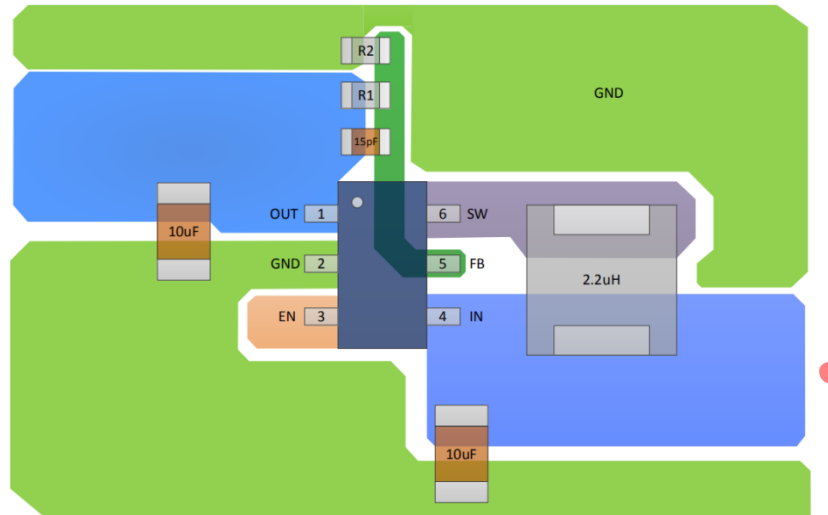 R2
R1
GND
15pF
OUT 1
6 SW
10uF
GND 2
5 FB
2.2uH
EN 3
4 IN
10uF